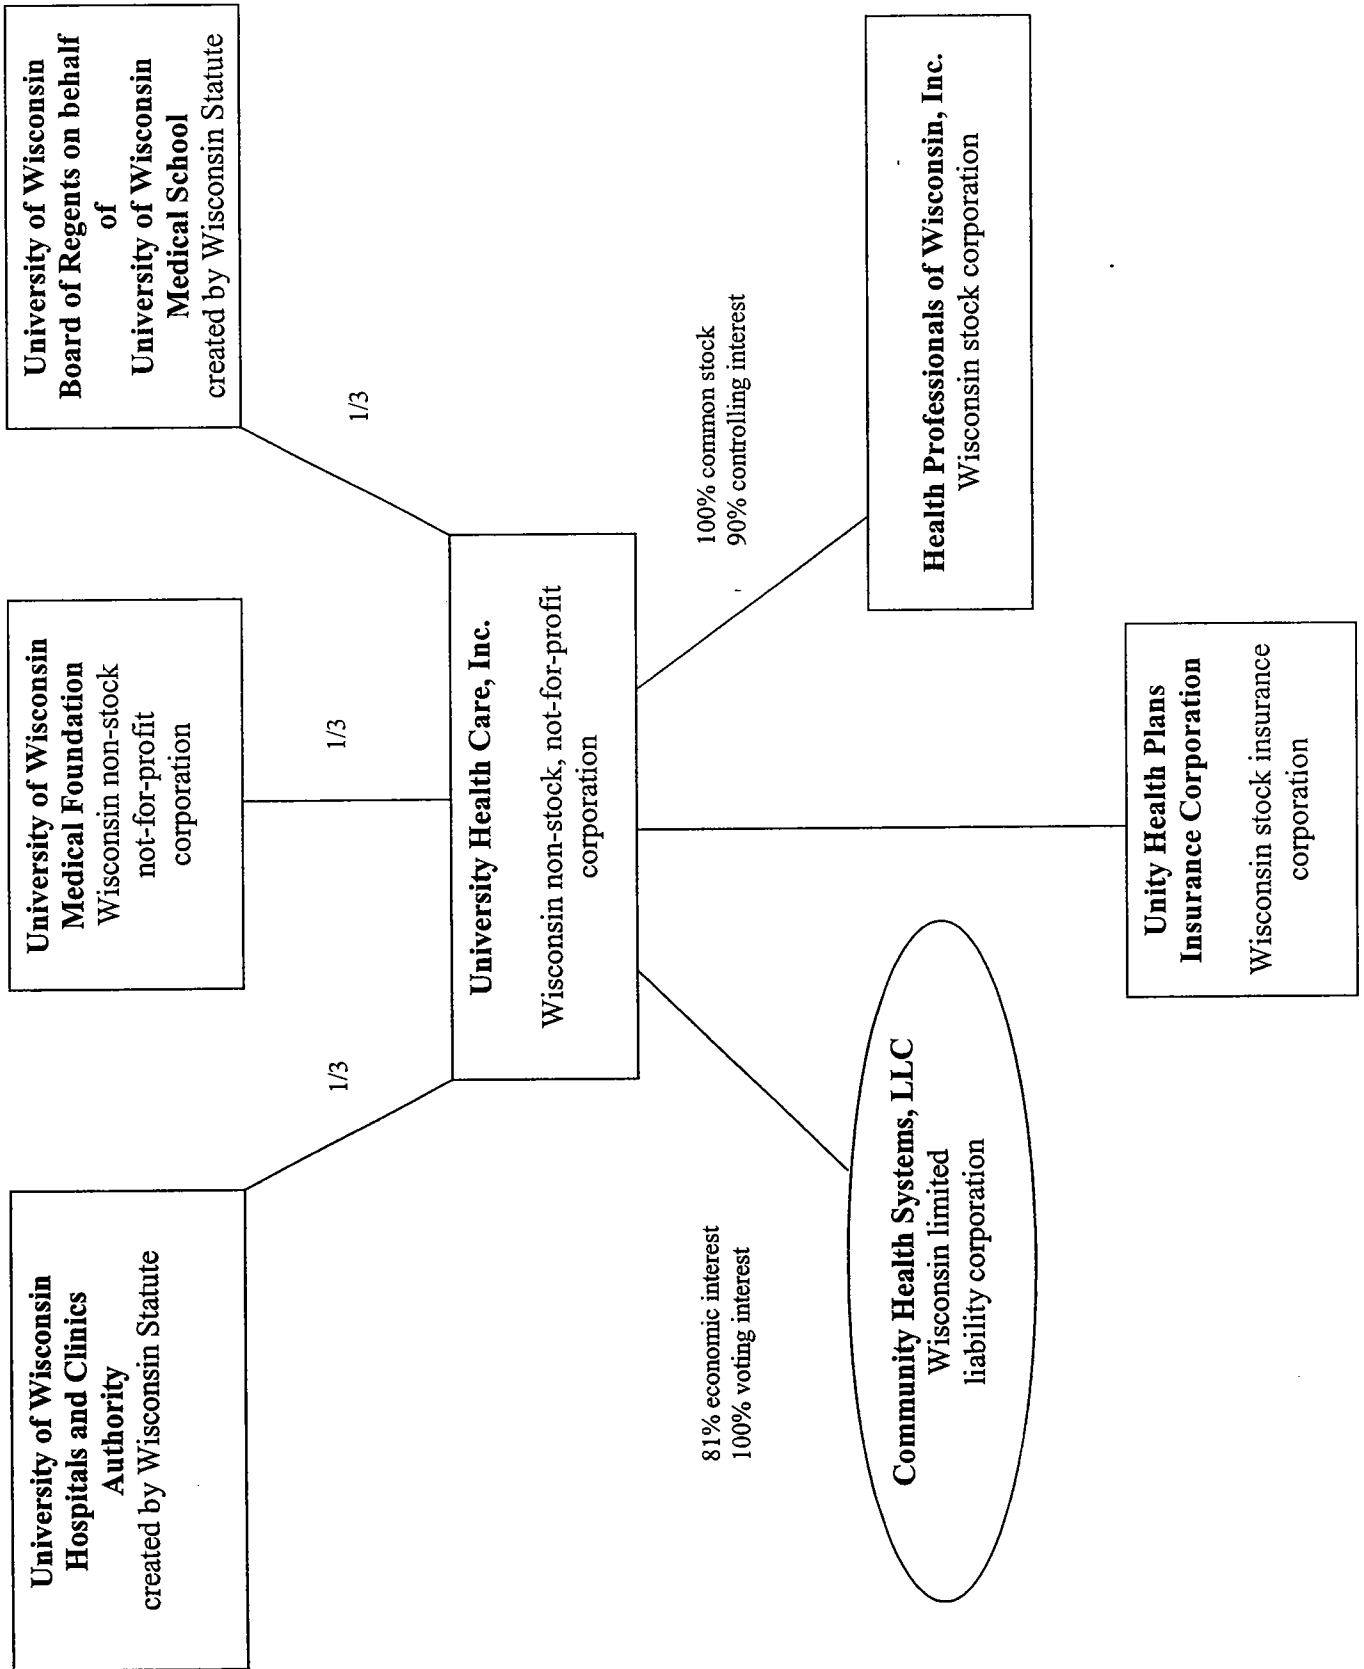 University of Wisconsin
Hospitals and Clinics
Authority
created by Wisconsin Statute
University of Wisconsin
Medical Foundation
Wisconsin non-stock
not-for-profit
corporation
University of Wisconsin
Board of Regents on behalf
of
University of Wisconsin
Medical School
created by Wisconsin Statute
1/3
1/3
1/3
University Health Care, Inc.
Wisconsin non-stock, not-for-profit
corporation
81% economic interest
100% voting interest
100% common stock
90% controlling interest
Community Health Systems, LLC
Wisconsin limited
liability corporation
Health Professionals of Wisconsin, Inc.
Wisconsin stock corporation
Unity Health Plans
Insurance Corporation
Wisconsin stock insurance
corporation